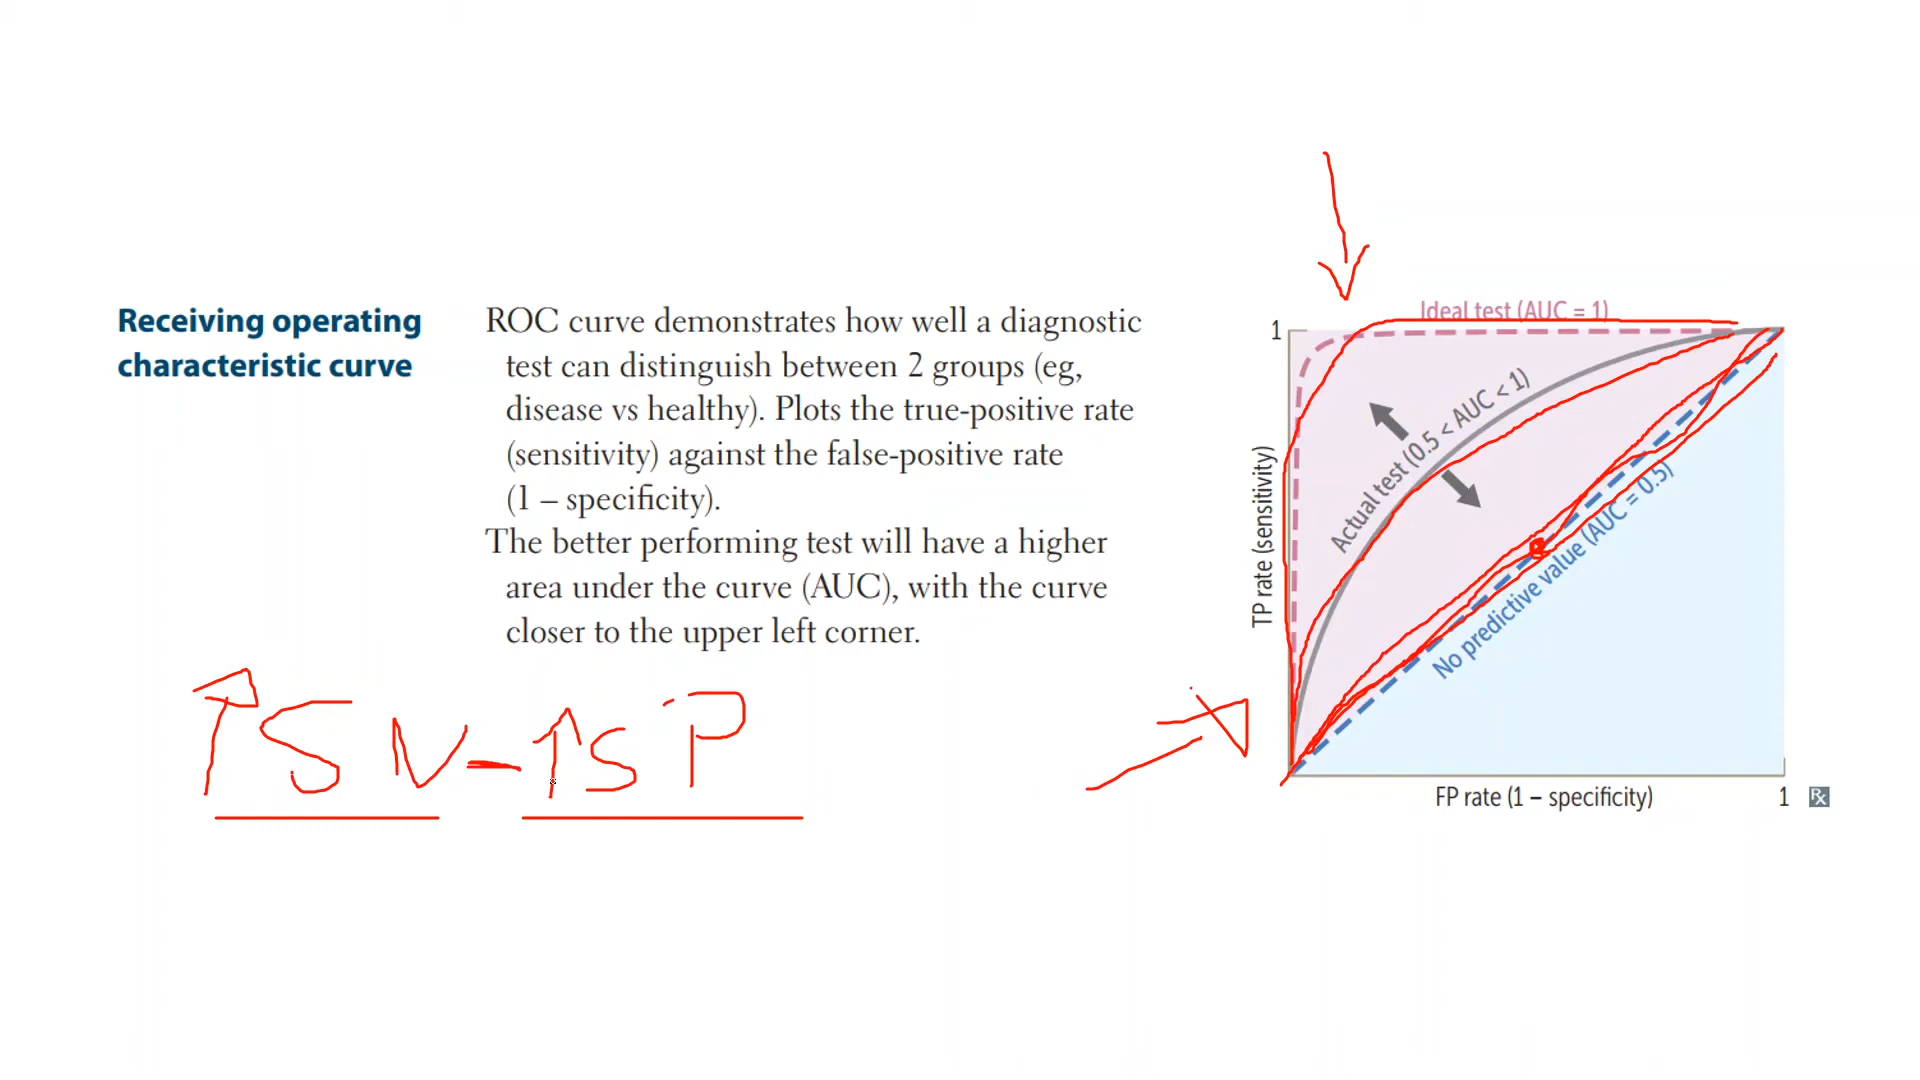 Receiving operating
characteristic curve
ROC curve demonstrates how well a diagnostic
test can distinguish between 2 groups (eg,
disease vs healthy). Plots the true-positive rate
(sensitivity) against the false-positive rate
(1 – specificity).
The better performing test will have a higher
area under the curve (AUC), with the curve
closer to the upper left corner.
↑SN-↑SP
Ideal test (AUC = 1)
1
Actual test (0.5 < AUC < 1)
No predictive value (AUC = 0.5)
TP rate (sensitivity)
FP rate (1 – specificity)
1
Rx